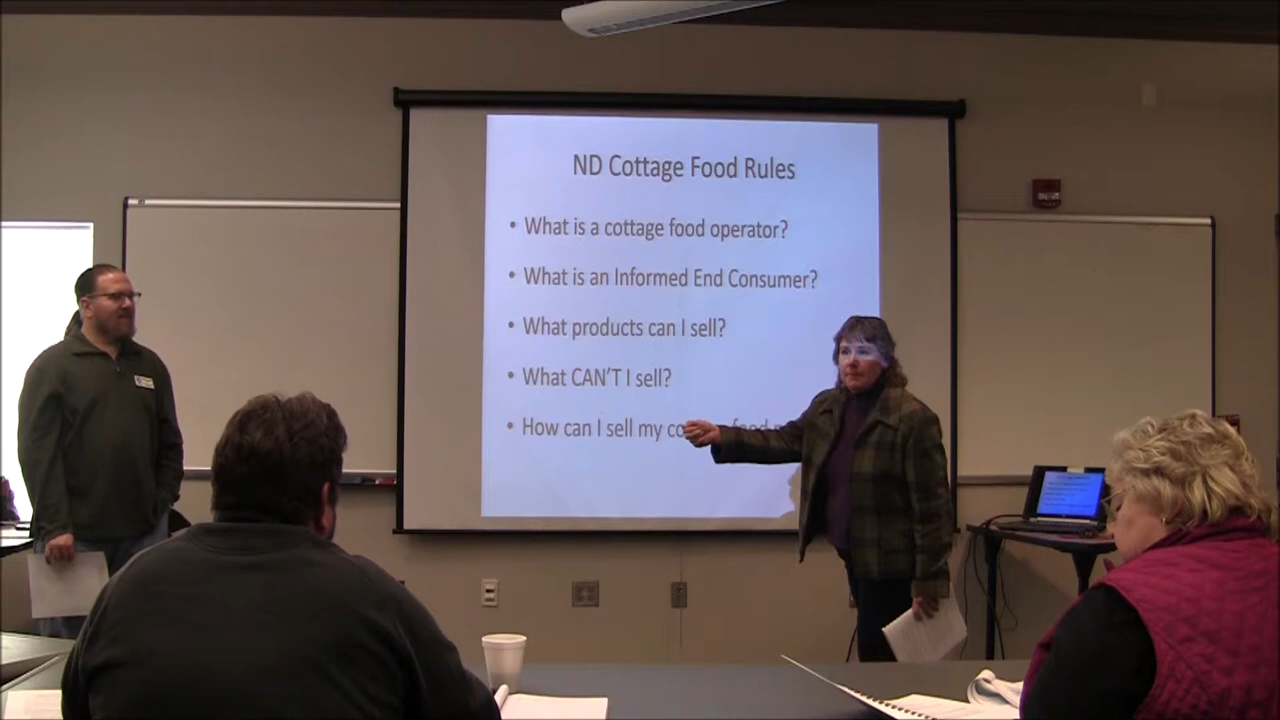 ND Cottage Food Rules
• What is a cottage food operator?
• What is an Informed End Consumer?
• What products can I sell?
• What CAN'T I sell?
• How can I sell my food